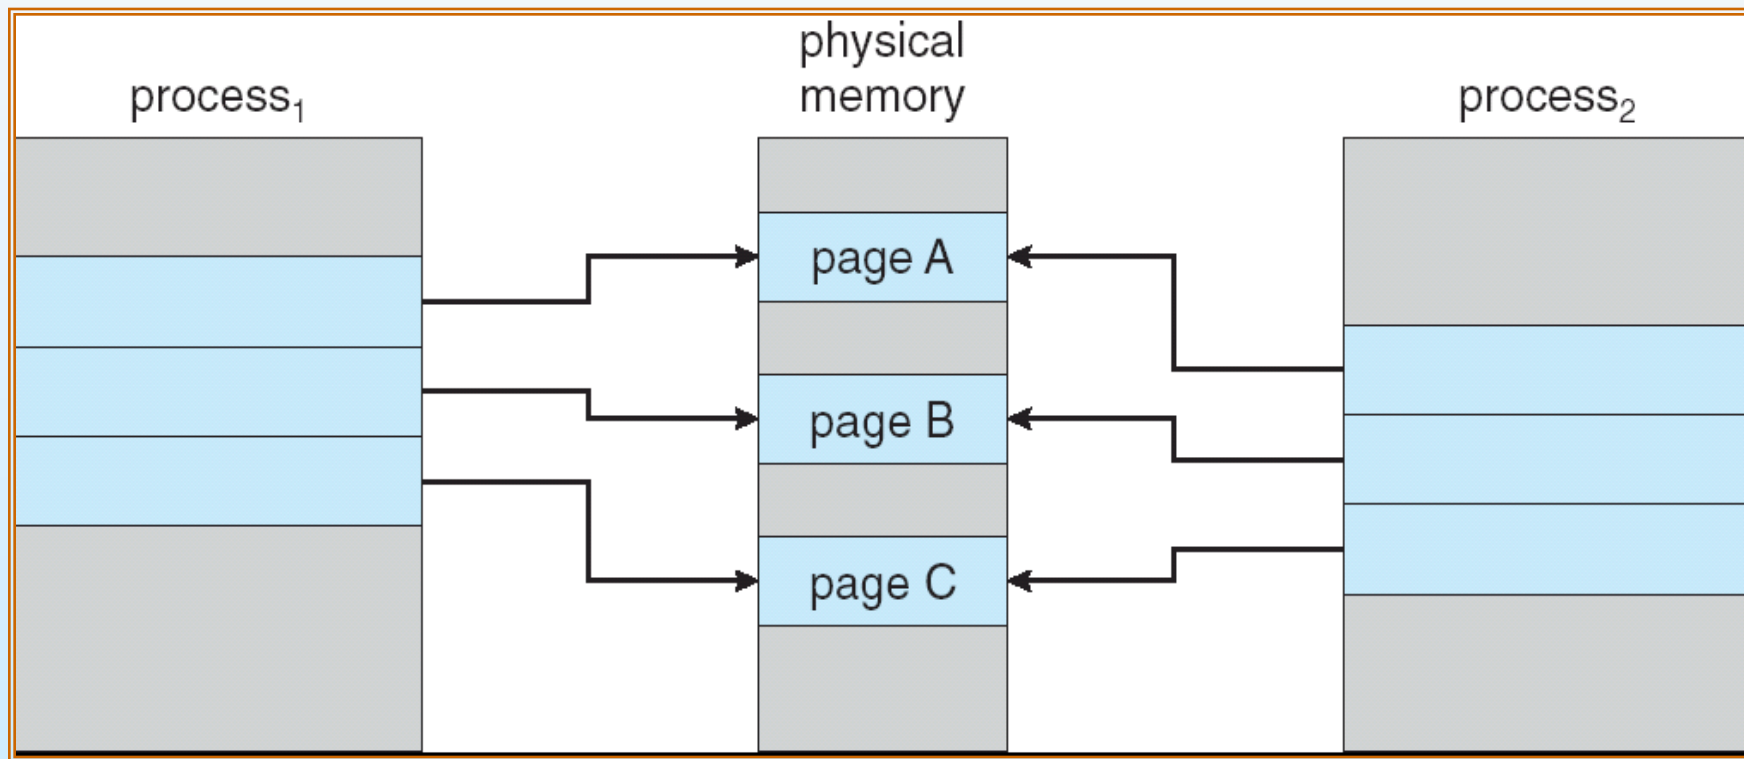 process₁
physical
memory
process₂
page A
page B
page C